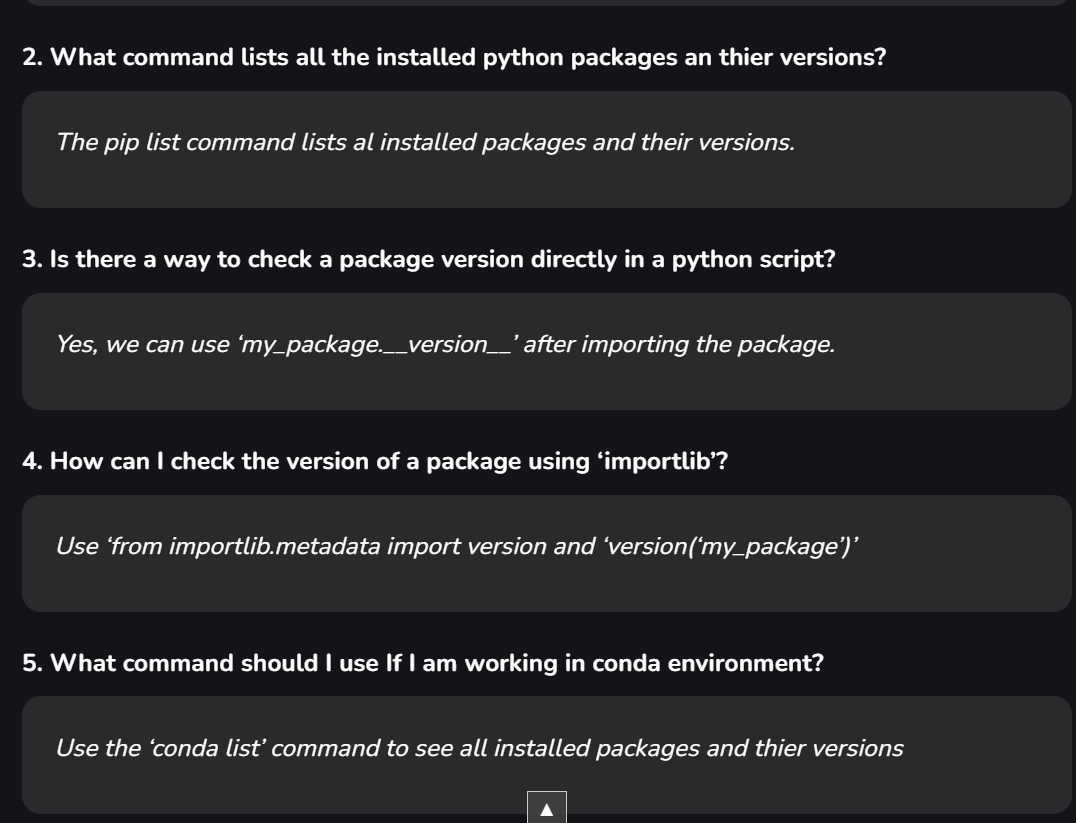 2. What command lists all the installed python packages an thier versions?
The pip list command lists al installed packages and their versions.
3. Is there a way to check a package version directly in a python script?
Yes, we can use ‘my_package.__version__’ after importing the package.
4. How can I check the version of a package using ‘importlib’?
Use ‘from importlib.metadata import version and ‘version(‘my_package’)’
5. What command should I use If I am working in conda environment?
Use the ‘conda list’ command to see all installed packages and thier versions